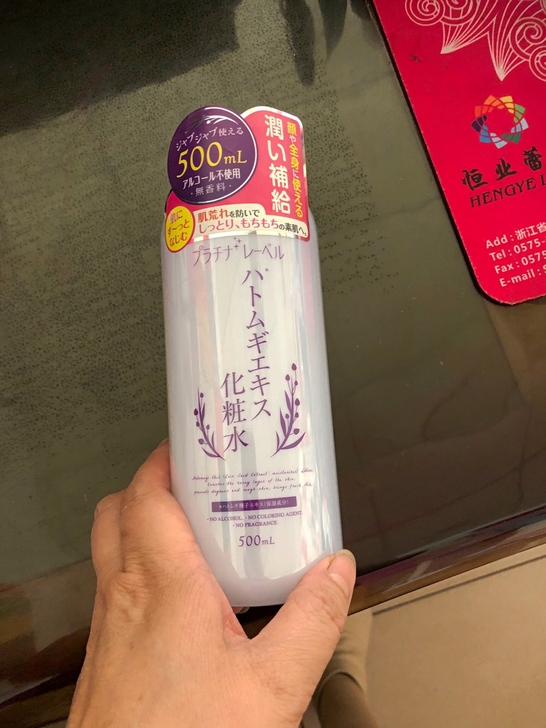 ジャブジャブ使える
500mL
アルコール不使用
・無香料・
顔や全身に使える
潤い補給
肌に
す〜っと
なじむ
肌荒れを防いで
しっとり、もちもちの素肌へ。
プラチナレーベル
ハトムギエキス
化粧水
・NO ALCOHOL. ・NO COLORING AGENT
・NO FRAGRANCE.
500mL
恒业蕾
HENGYE L
Add : 浙江省
Tel : 0575-
Fax : 0575
E-mail : S